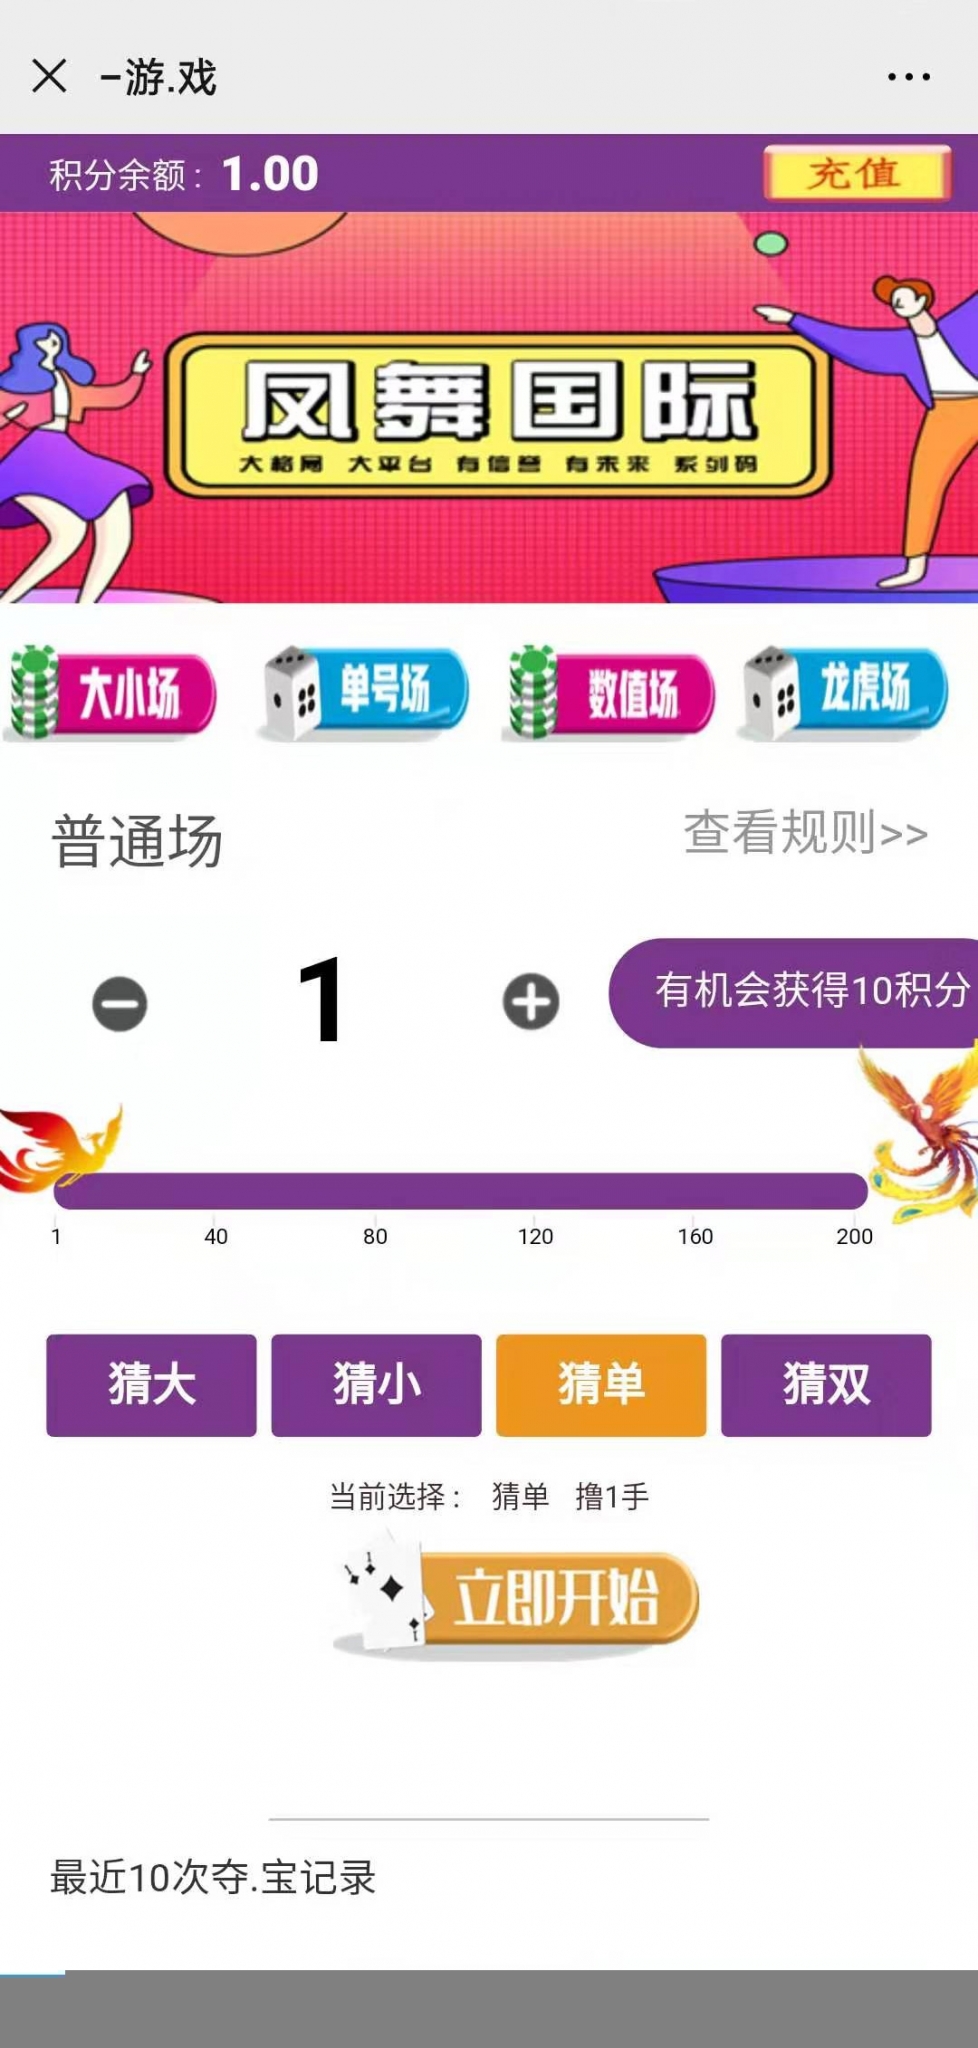 -游.戏
积分余额： 1.00
充值
凤舞国际
大格局 大平台 有信誉 有未来 系列码
大小场 单号场 数值场 龙虎场
普通场 查看规则>>
1 有机会获得10积分
1 40 80 120 160 200
猜大 猜小 猜单 猜双
当前选择： 猜单 撸1手
立即开始
最近10次夺.宝记录